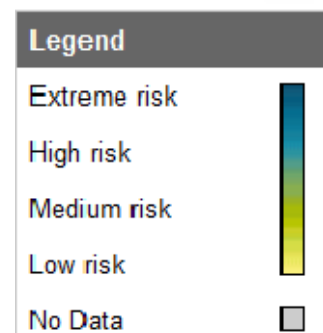 Legend
Extreme risk
High risk
Medium risk
Low risk
No Data